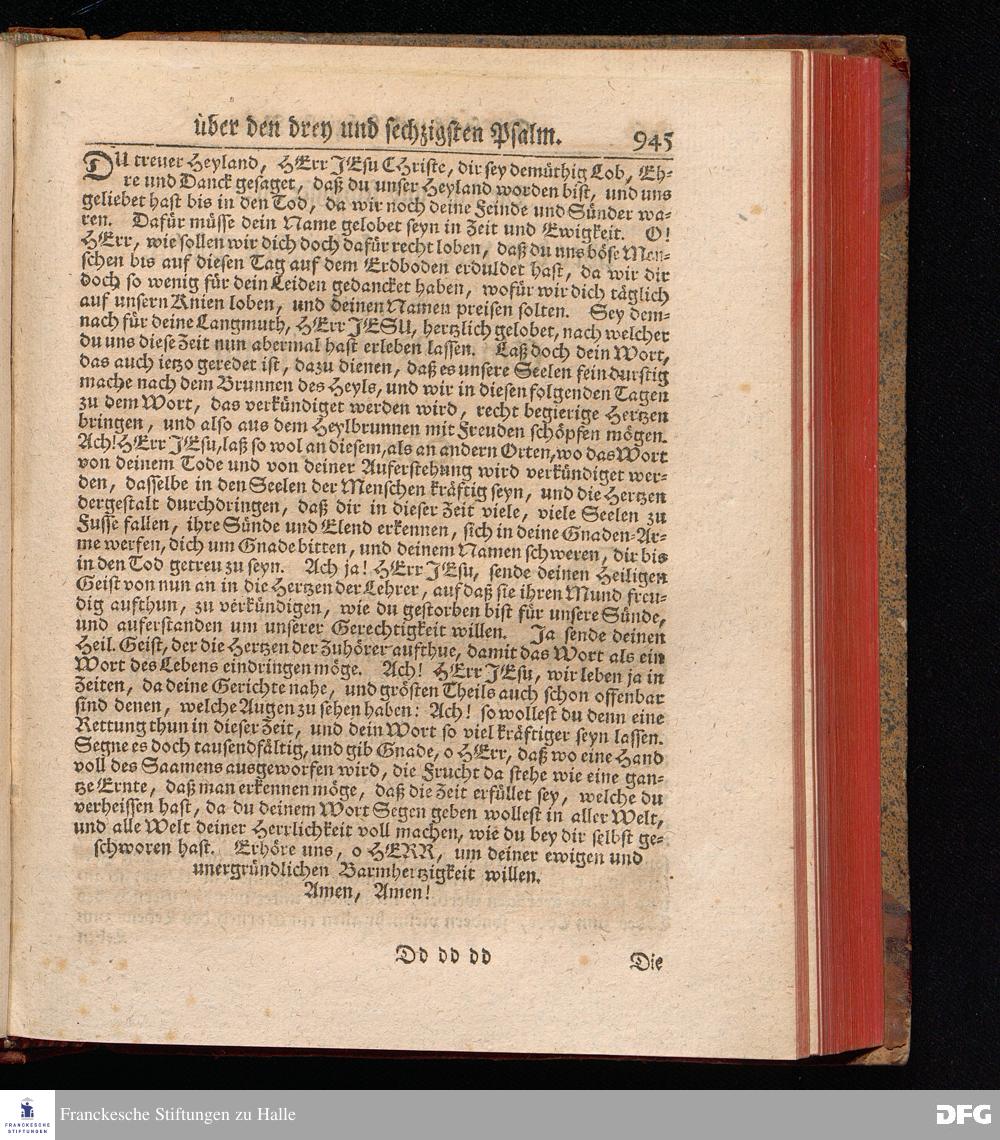 über den drey und sechzigsten Psalm. 945
DU treuer Heyland, HErr JEsu CHriste, dir sey demüthig Lob, Eh-
re und Danck gesaget, daß du unser Heyland worden bist, und uns
geliebet hast bis in den Tod, da wir noch deine Feinde und Sünder wa-
ren. Dafür müsse dein Name gelobet seyn in Zeit und Ewigkeit. O!
HErr, wie sollen wir dich doch dafür recht loben, daß du uns böse Men-
schen bis auf diesen Tag auf dem Erdboden erduldet hast, da wir dir
doch so wenig für dein Leiden gedancket haben, wofür wir dich täglich
auf unsern Knien loben, und deinen Namen preisen solten. Sey dem-
nach für deine Langmuth, HErr JESU, hertzlich gelobet, nach welcher
du uns diese Zeit nun abermal hast erleben lassen. Laß doch dein Wort,
das auch ietzo geredet ist, dazu dienen, daß es unsere Seelen fein durstig
mache nach dem Brunnen des Heyls, und wir in diesen folgenden Tagen
zu dem Wort, das verkündiget werden wird, recht begierige Hertzen
bringen, und also aus dem Heylbrunnen mit Freuden schöpfen mögen.
Ach! HErr JEsu, laß so wol an diesem, als an andern Orten, wo das Wort
von deinem Tode und von deiner Auferstehung wird verkündiget wer-
den, dasselbe in den Seelen der Menschen kräftig seyn, und die Hertzen
dergestalt durchdringen, daß dir in dieser Zeit viele, viele Seelen zu
Fusse fallen, ihre Sünde und Elend erkennen, sich in deine Gnaden-Ar-
me werfen, dich um Gnade bitten, und deinem Namen schweren, dir bis
in den Tod getreu zu seyn. Ach ja! HErr JEsu, sende deinen Heiligen
Geist von nun an in die Hertzen der Lehrer, auf daß sie ihren Mund freu-
dig aufthun, zu verkündigen, wie du gestorben bist für unsere Sünde,
und auferstanden um unserer Gerechtigkeit willen. Ja sende deinen
Heil. Geist, der die Hertzen der Zuhörer aufthue, damit das Wort als ein
Wort des Lebens eindringen möge. Ach! HErr JEsu, wir leben ja in
Zeiten, da deine Gerichte nahe, und grösten Theils auch schon offenbar
sind denen, welche Augen zu sehen haben: Ach! so wollest du denn eine
Rettung thun in dieser Zeit, und dein Wort so viel kräftiger seyn lassen.
Segne es doch tausendfältig, und gib Gnade, o HErr, daß wo eine Hand
voll des Saamens ausgeworfen wird, die Frucht da stehe wie eine gan-
tze Ernte, daß man erkennen möge, daß die Zeit erfüllet sey, welche du
verheissen hast, da du deinem Wort Segen geben wollest in aller Welt,
und alle Welt deiner Herrlichkeit voll machen, wie du bey dir selbst ge-
schworen hast. Erhöre uns, o HERR, um deiner ewigen und
unergründlichen Barmhertzigkeit willen.
Amen, Amen!
Dd dd dd Die
FRANCKESCHE
STIFTUNGEN
Franckesche Stiftungen zu Halle
DFG